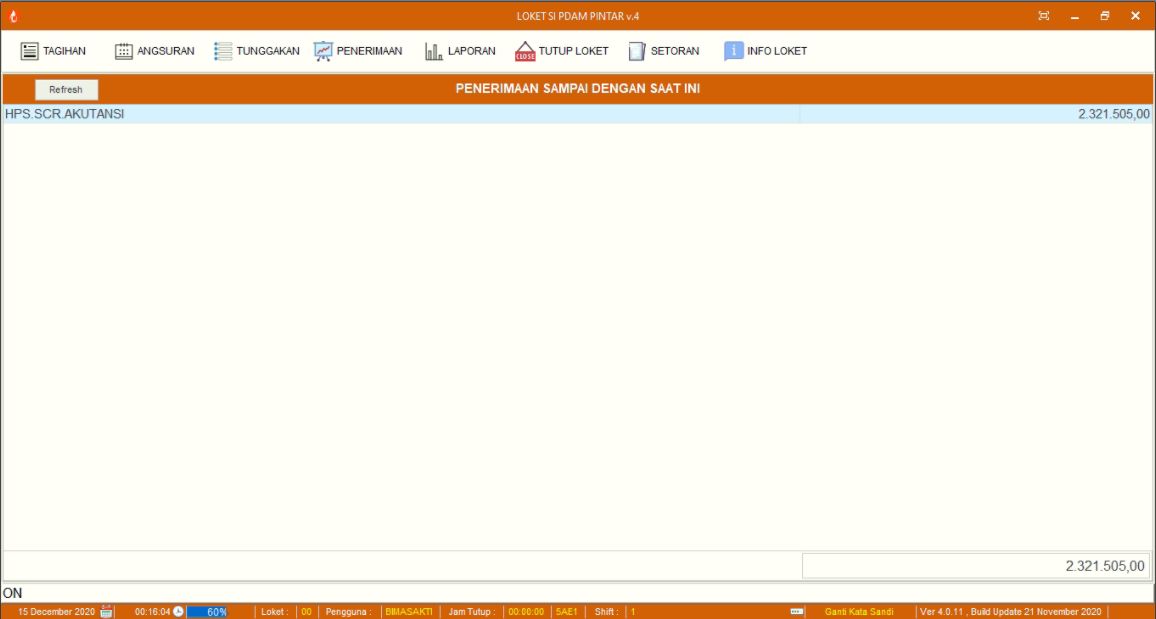 LOKET SI PDAM PINTAR v.4
TAGIHAN ANGSURAN TUNGGAKAN PENERIMAAN LAPORAN CLOSE TUTUP LOKET SETORAN i INFO LOKET
Refresh PENERIMAAN SAMPAI DENGAN SAAT INI
HPS.SCR.AKUTANSI 2.321.505,00
2.321.505,00
ON
15 December 2020 00:16:04 60% Loket : 00 Pengguna : BIMASAKTI Jam Tutup : 00:00:00 SAE1 Shift : 1 Ganti Kata Sandi Ver 4.0.11 , Build Update 21 November 2020